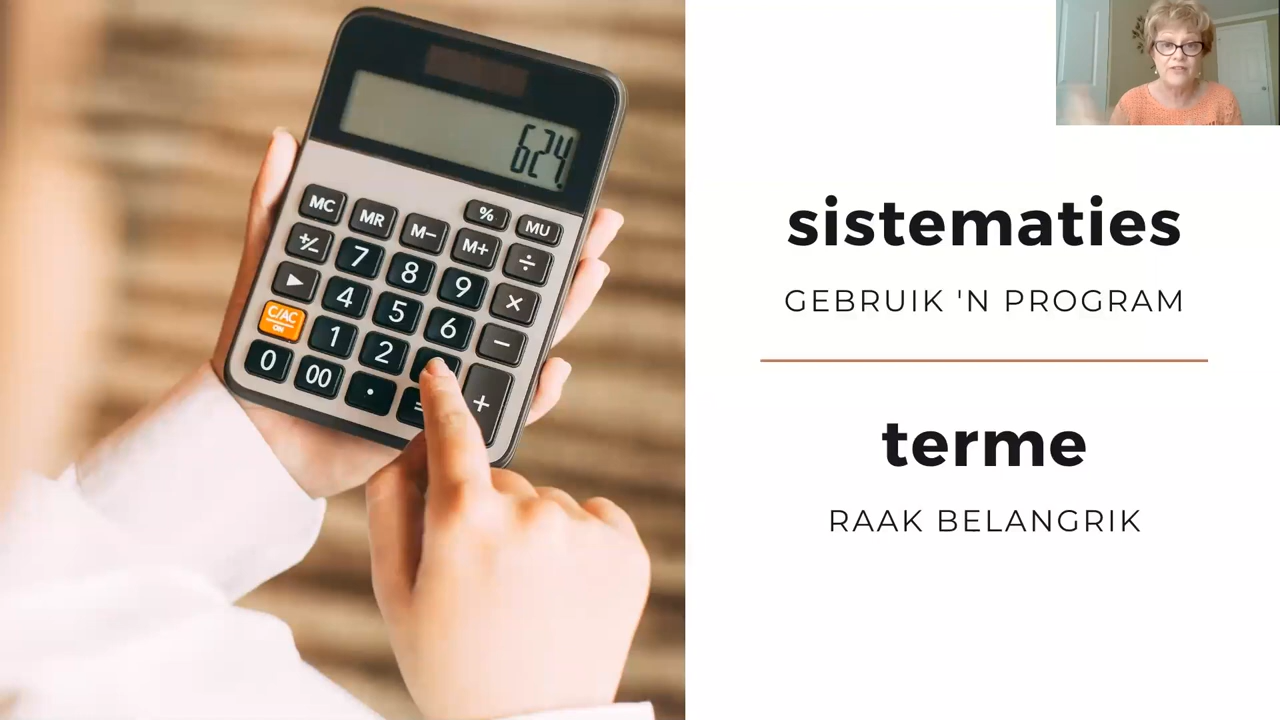 624.
MC MR M− % MU
+/− 7 8 9 M+ ÷
▶ 4 5 6 ×
C/AC
ON
1 2 −
0 00 . = +
sistematies
GEBRUIK 'N PROGRAM
terme
RAAK BELANGRIK